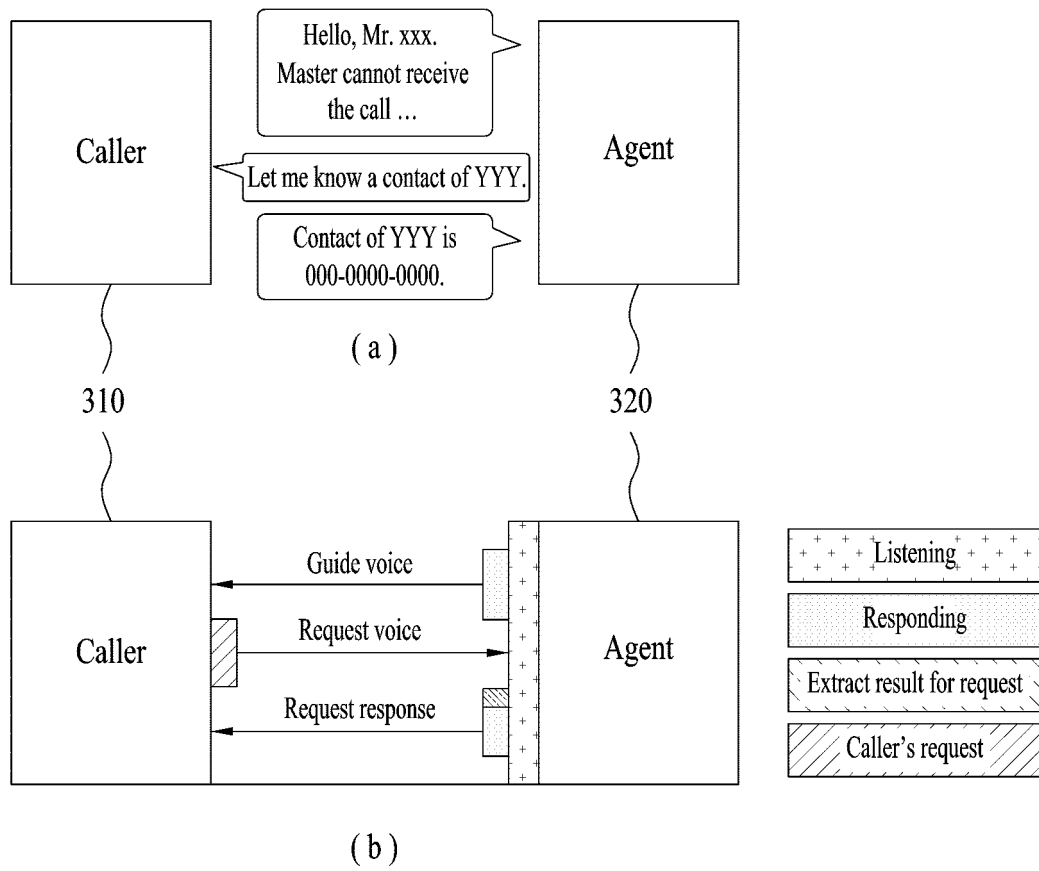 Hello, Mr. xxx.
Master cannot receive
the call ...
Caller
Agent
Let me know a contact of YYY.
Contact of YYY is
000-0000-0000.
( a )
310
320
Guide voice
Listening
Responding
Caller
Request voice
Agent
Extract result for request
Request response
Caller's request
( b )